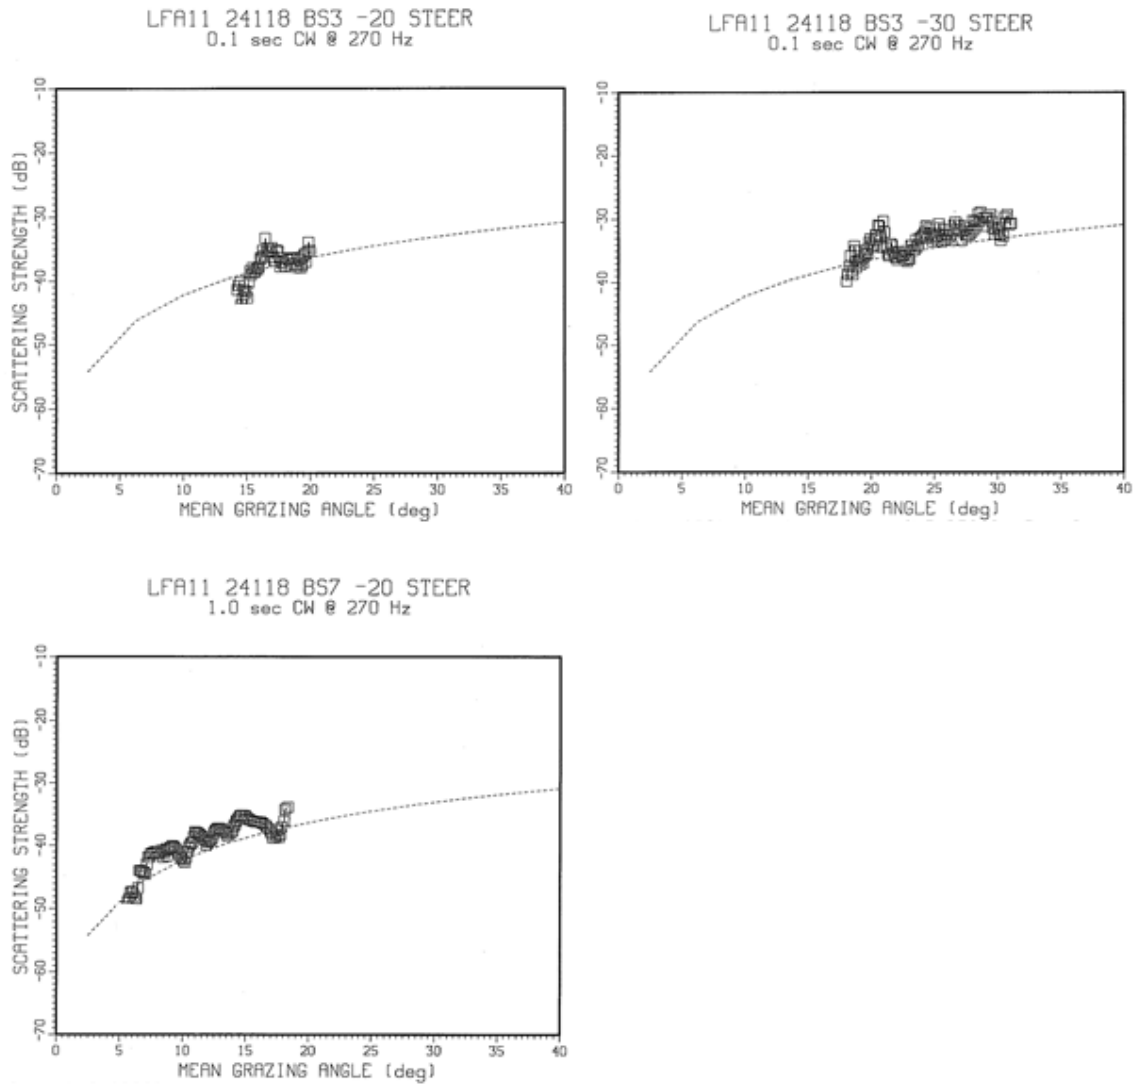 LFA11 24118 BS3 -20 STEER
0.1 sec CW @ 270 Hz
SCATTERING STRENGTH (dB)
-10
-20
-30
-40
-50
-60
-70
0 5 10 15 20 25 30 35 40
MEAN GRAZING ANGLE (deg)
LFA11 24118 BS3 -30 STEER
0.1 sec CW @ 270 Hz
-10
-20
-30
-40
-50
-60
-70
0 5 10 15 20 25 30 35 40
MEAN GRAZING ANGLE (deg)
LFA11 24118 BS7 -20 STEER
1.0 sec CW @ 270 Hz
SCATTERING STRENGTH (dB)
-10
-20
-30
-40
-50
-60
-70
0 5 10 15 20 25 30 35 40
MEAN GRAZING ANGLE (deg)